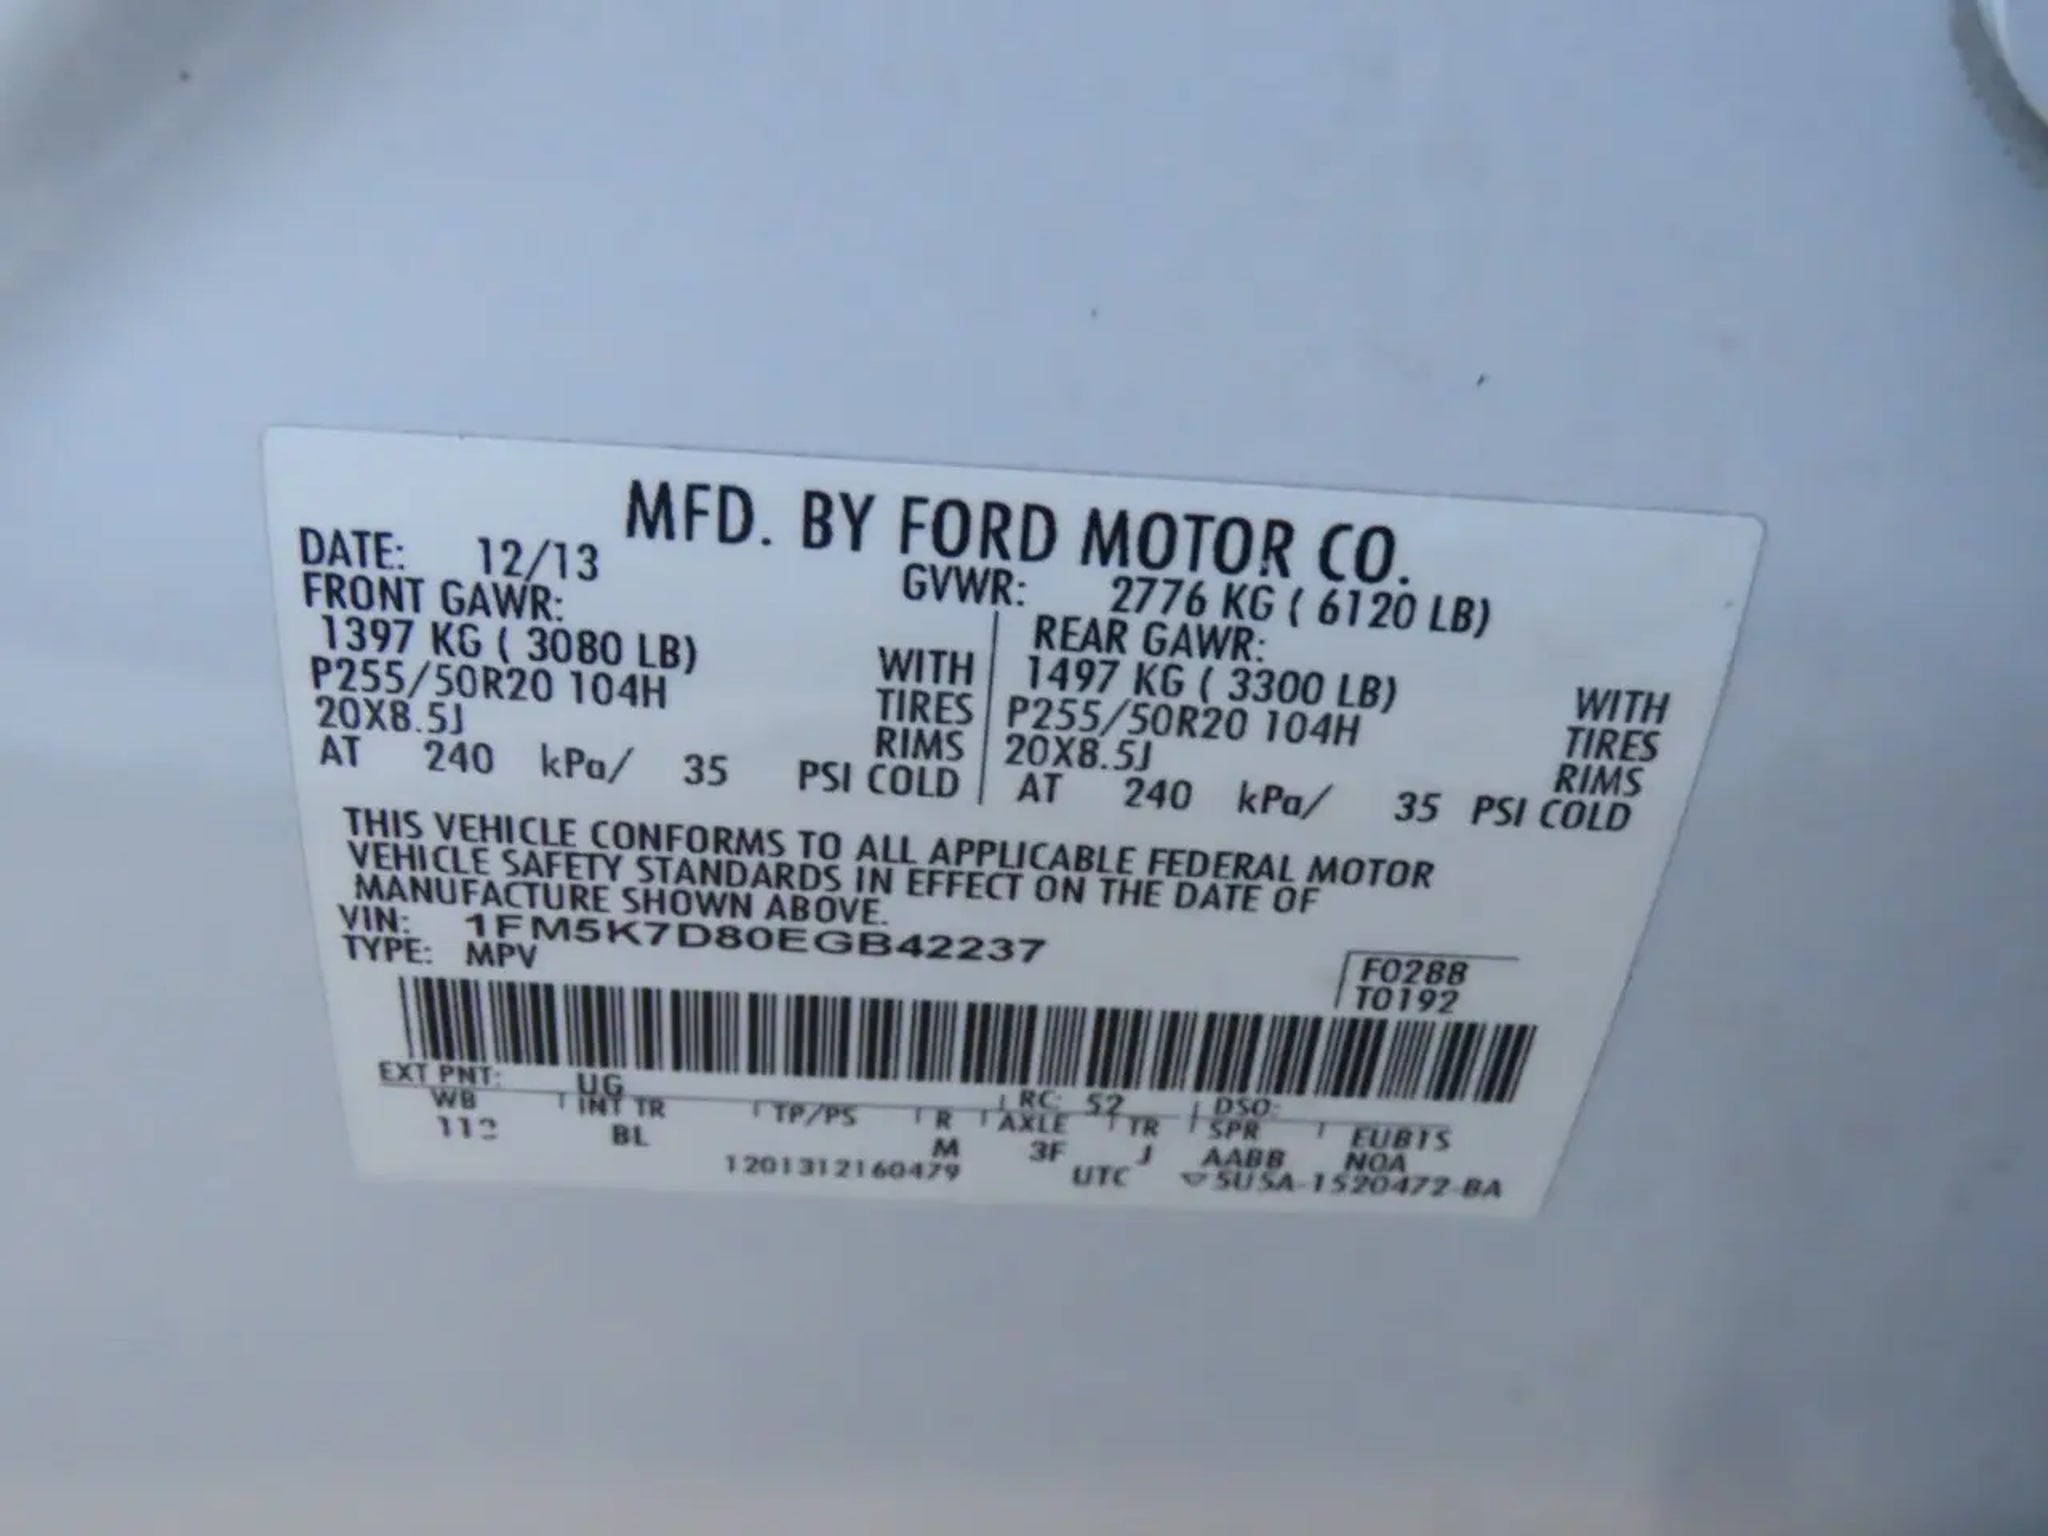 MFD. BY FORD MOTOR CO.
DATE: 12/13 GVWR: 2776 KG ( 6120 LB)
FRONT GAWR: REAR GAWR:
1397 KG ( 3080 LB) WITH 1497 KG ( 3300 LB) WITH
P255/50R20 104H TIRES P255/50R20 104H TIRES
20X8.5J RIMS 20X8.5J RIMS
AT 240 kPa/ 35 PSI COLD AT 240 kPa/ 35 PSI COLD
THIS VEHICLE CONFORMS TO ALL APPLICABLE FEDERAL MOTOR
VEHICLE SAFETY STANDARDS IN EFFECT ON THE DATE OF
MANUFACTURE SHOWN ABOVE.
VIN: 1FM5K7D80EGB42237
TYPE: MPV
F0288
T0192
EXT PNT: UG RC: 52 DSO:
WB INT TR TP/PS R AXLE TR SPR EUBTS
BL M 3F J AABB NOA
1201312160479 UTC ▽5U5A-1520472-BA